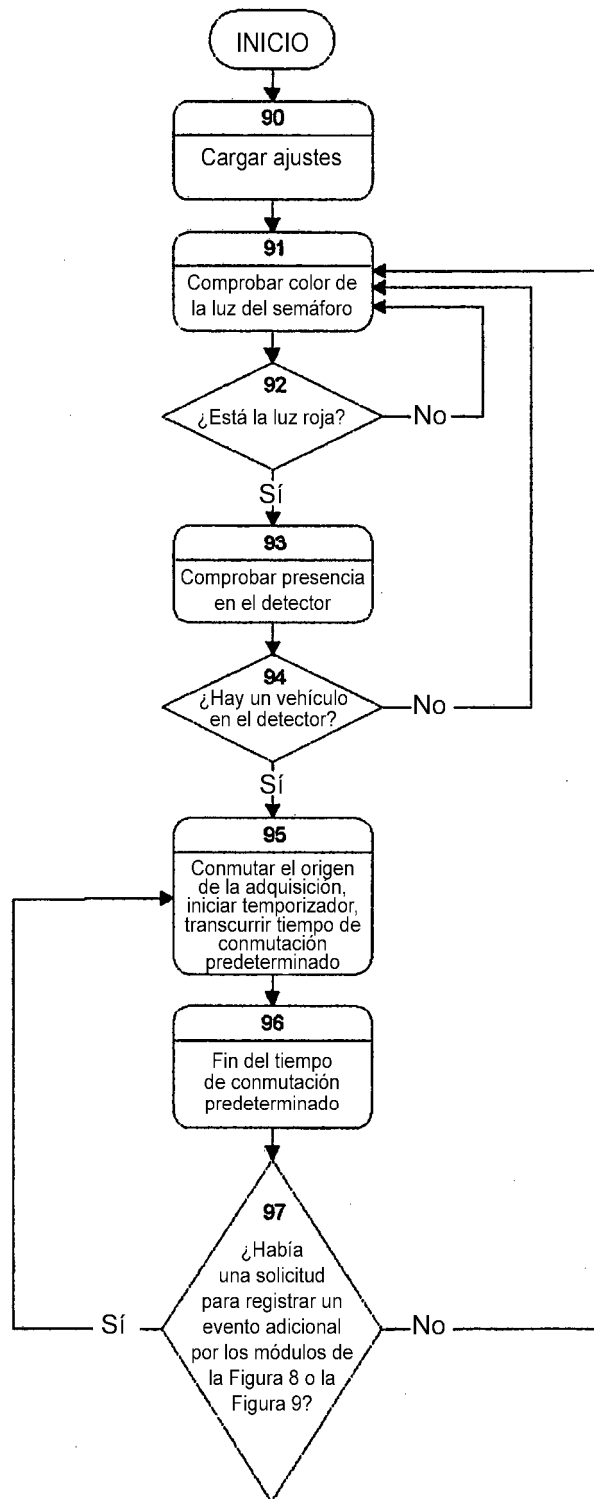 INICIO
90
Cargar ajustes
91
Comprobar color de
la luz del semáforo
92
¿Está la luz roja?
No
Sí
93
Comprobar presencia
en el detector
94
¿Hay un vehículo
en el detector?
No
Sí
95
Conmutar el origen
de la adquisición,
iniciar temporizador,
transcurrir tiempo de
conmutación
predeterminado
96
Fin del tiempo
de conmutación
predeterminado
97
¿Había
una solicitud
para registrar un
evento adicional
por los módulos de
la Figura 8 o la
Figura 9?
Sí
No